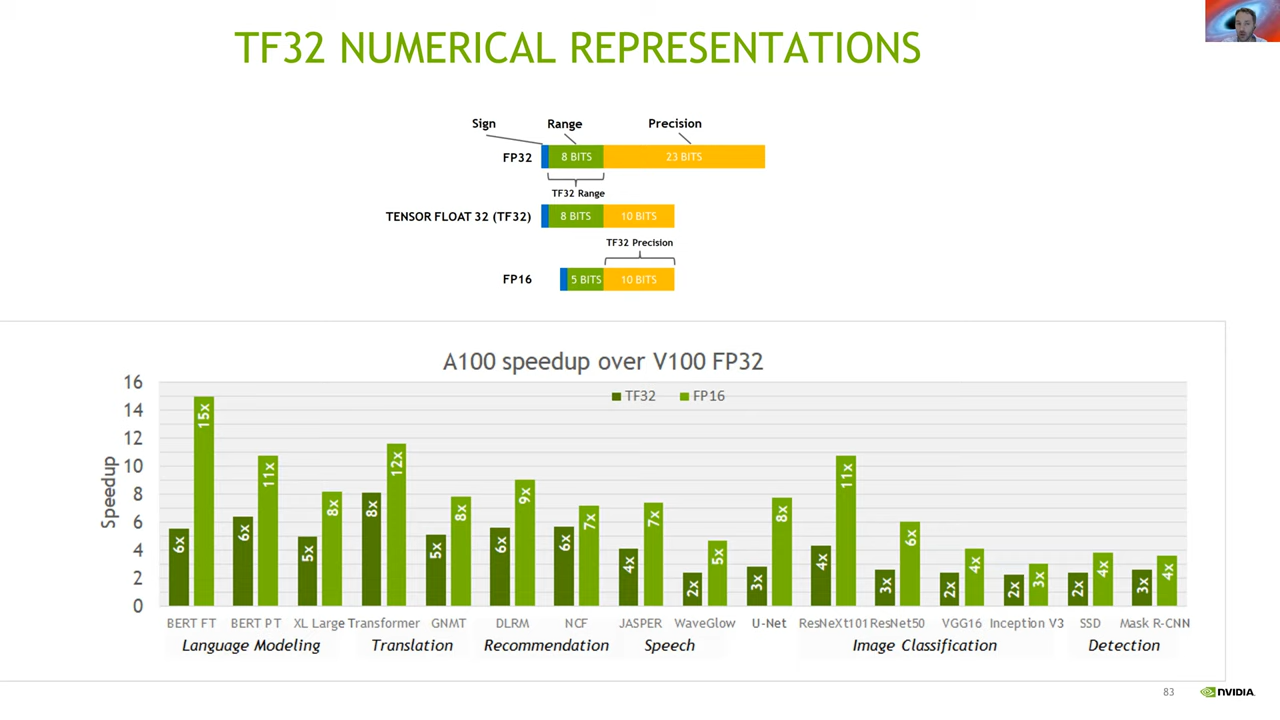 TF32 NUMERICAL REPRESENTATIONS
Sign Range Precision
FP32 8 BITS 23 BITS
TF32 Range
TENSOR FLOAT 32 (TF32) 8 BITS 10 BITS
TF32 Precision
FP16 5 BITS 10 BITS
A100 speedup over V100 FP32
TF32 FP16
Speedup
16
14
12
10
8
6
4
2
0
6x 15x 6x 11x 5x 8x 8x 12x 5x 8x 6x 9x 6x 7x 4x 7x 2x 5x 3x 8x 4x 11x 3x 6x 2x 4x 2x 3x 2x 4x 3x 4x
BERT FT BERT PT XL Large Transformer GNMT DLRM NCF JASPER WaveGlow U-Net ResNeXt101 ResNet50 VGG16 Inception V3 SSD Mask R-CNN
Language Modeling Translation Recommendation Speech Image Classification Detection
83 NVIDIA.